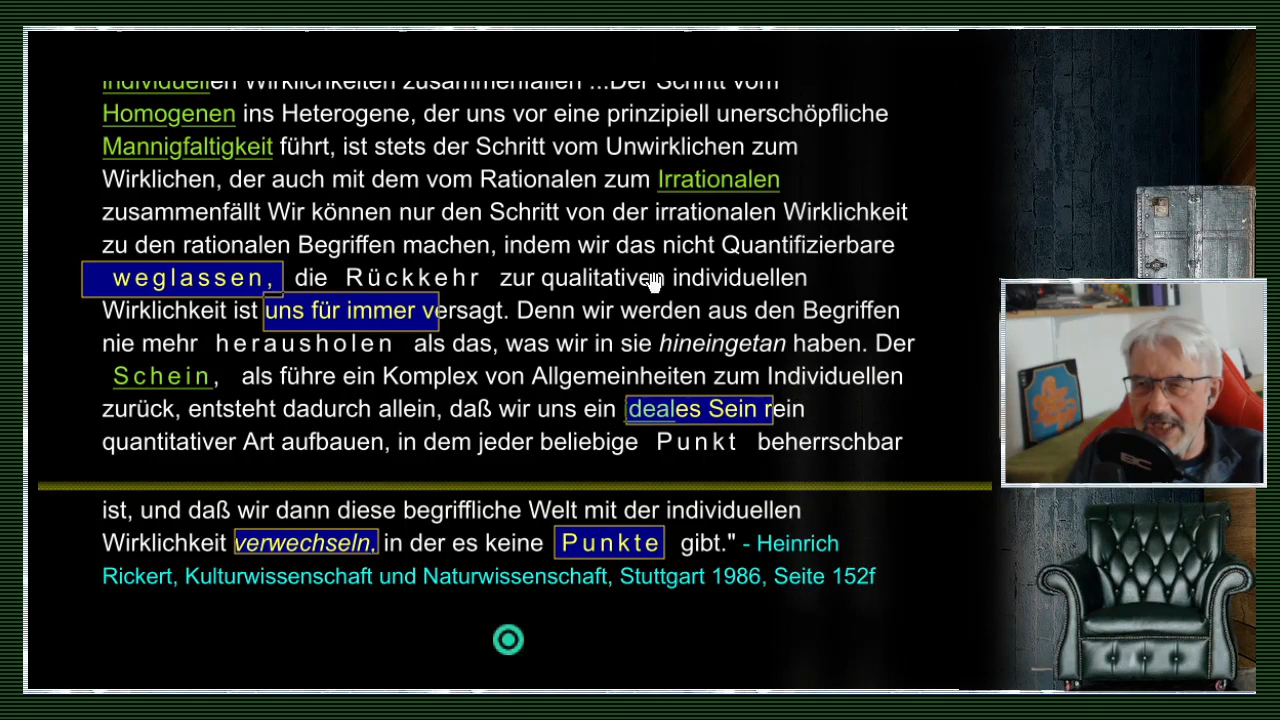 individuellen Wirklichkeiten zusammenfallen ...Der Schritt vom
Homogenen ins Heterogene, der uns vor eine prinzipiell unerschöpfliche
Mannigfaltigkeit führt, ist stets der Schritt vom Unwirklichen zum
Wirklichen, der auch mit dem vom Rationalen zum Irrationalen
zusammenfällt Wir können nur den Schritt von der irrationalen Wirklichkeit
zu den rationalen Begriffen machen, indem wir das nicht Quantifizierbare
weglassen, die Rückkehr zur qualitativen individuellen
Wirklichkeit ist uns für immer versagt. Denn wir werden aus den Begriffen
nie mehr herausholen als das, was wir in sie hineingetan haben. Der
Schein, als führe ein Komplex von Allgemeinheiten zum Individuellen
zurück, entsteht dadurch allein, daß wir uns ein ideales Sein rein
quantitativer Art aufbauen, in dem jeder beliebige Punkt beherrschbar
ist, und daß wir dann diese begriffliche Welt mit der individuellen
Wirklichkeit verwechseln, in der es keine Punkte gibt." - Heinrich
Rickert, Kulturwissenschaft und Naturwissenschaft, Stuttgart 1986, Seite 152f